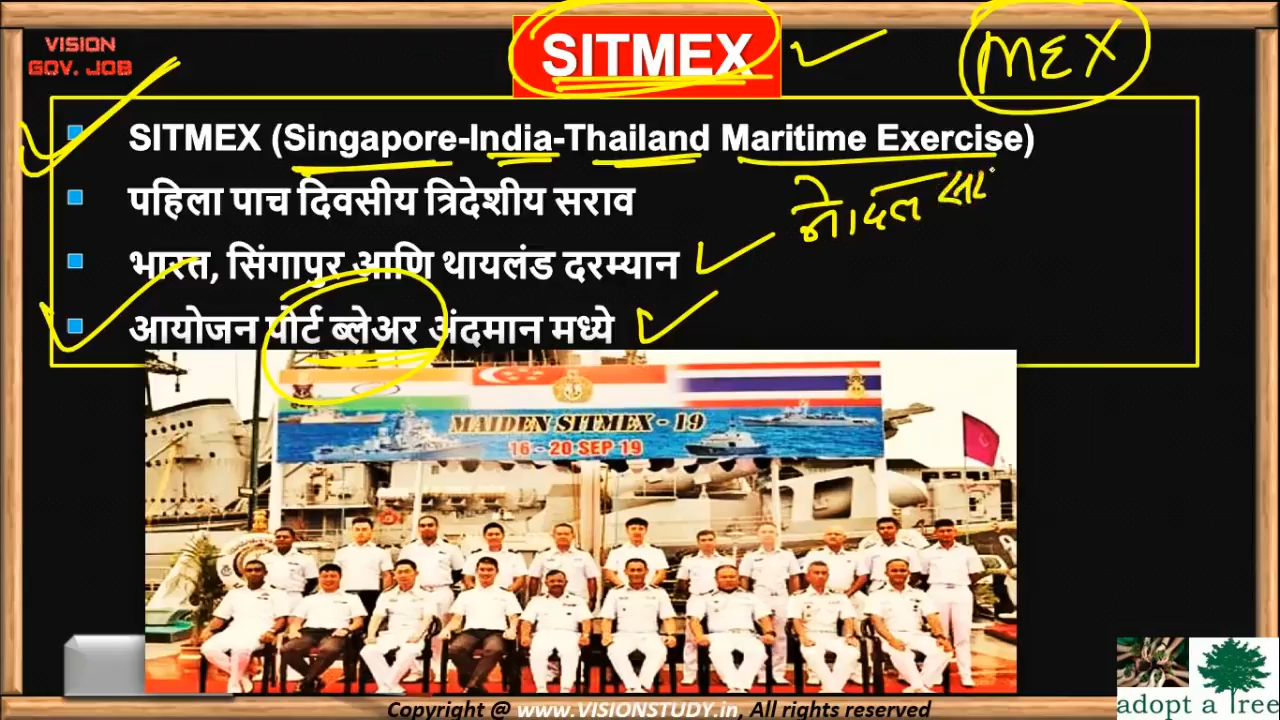 VISION
GOV. JOB
SITMEX
MEX
SITMEX (Singapore-India-Thailand Maritime Exercise)
पहिला पाच दिवसीय त्रिदेशीय सराव
भारत, सिंगापुर आणि थायलंड दरम्यान
आयोजन पोर्ट ब्लेअर अंदमान मध्ये
MAIDEN SITMEX - 19
16 - 20 SEP 19
adopt a Tree
Copyright @ www.VISIONSTUDY.in, All rights reserved